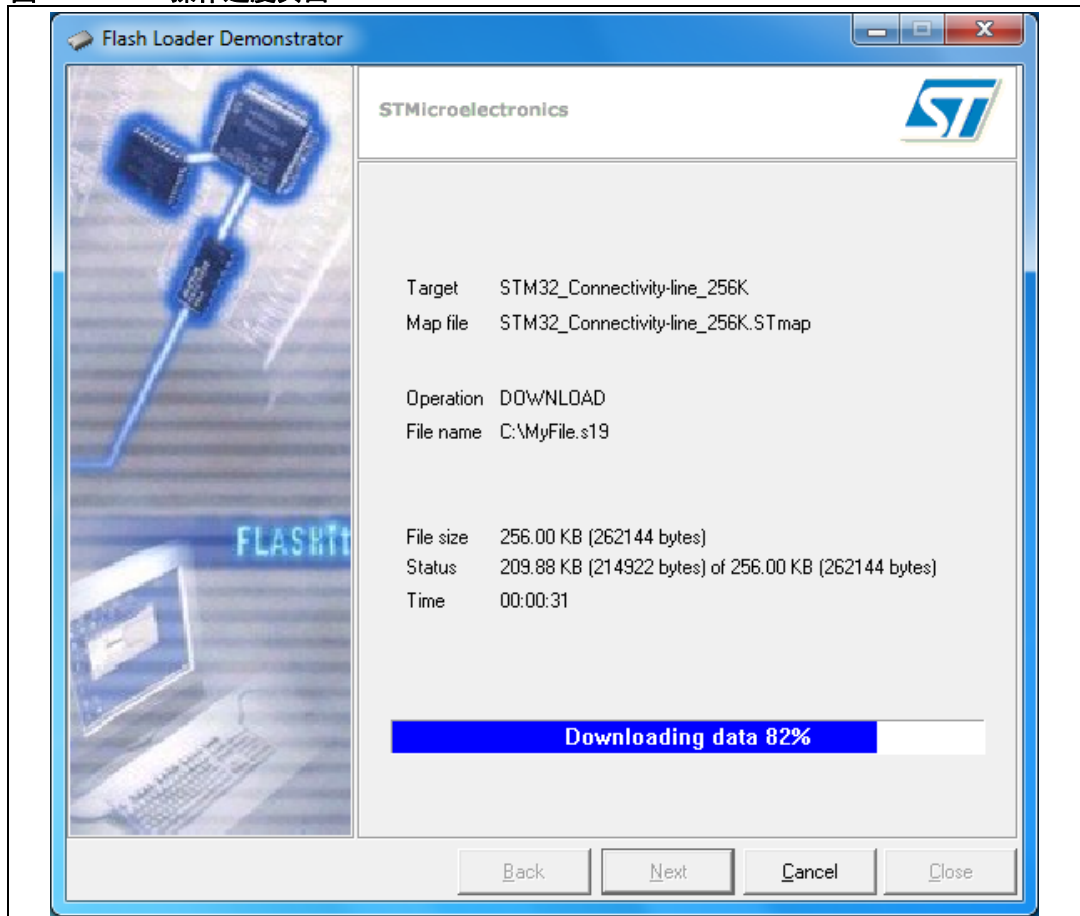 Flash Loader Demonstrator
STMicroelectronics
ST
Target STM32_Connectivity-line_256K
Map file STM32_Connectivity-line_256K.STmap
Operation DOWNLOAD
File name C:\MyFile.s19
FLASHIt
File size 256.00 KB (262144 bytes)
Status 209.88 KB (214922 bytes) of 256.00 KB (262144 bytes)
Time 00:00:31
Downloading data 82%
Back Next Cancel Close